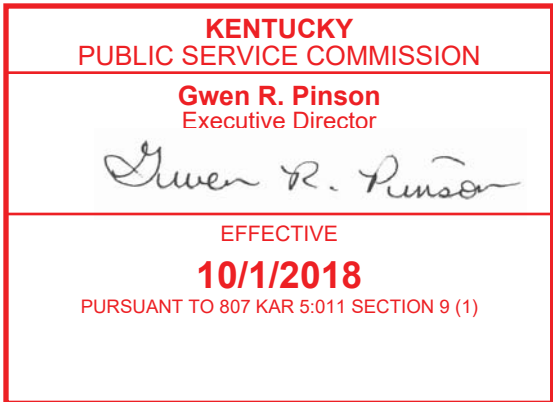 KENTUCKY
PUBLIC SERVICE COMMISSION
Gwen R. Pinson
Executive Director
Gwen R. Pinson
EFFECTIVE
10/1/2018
PURSUANT TO 807 KAR 5:011 SECTION 9 (1)